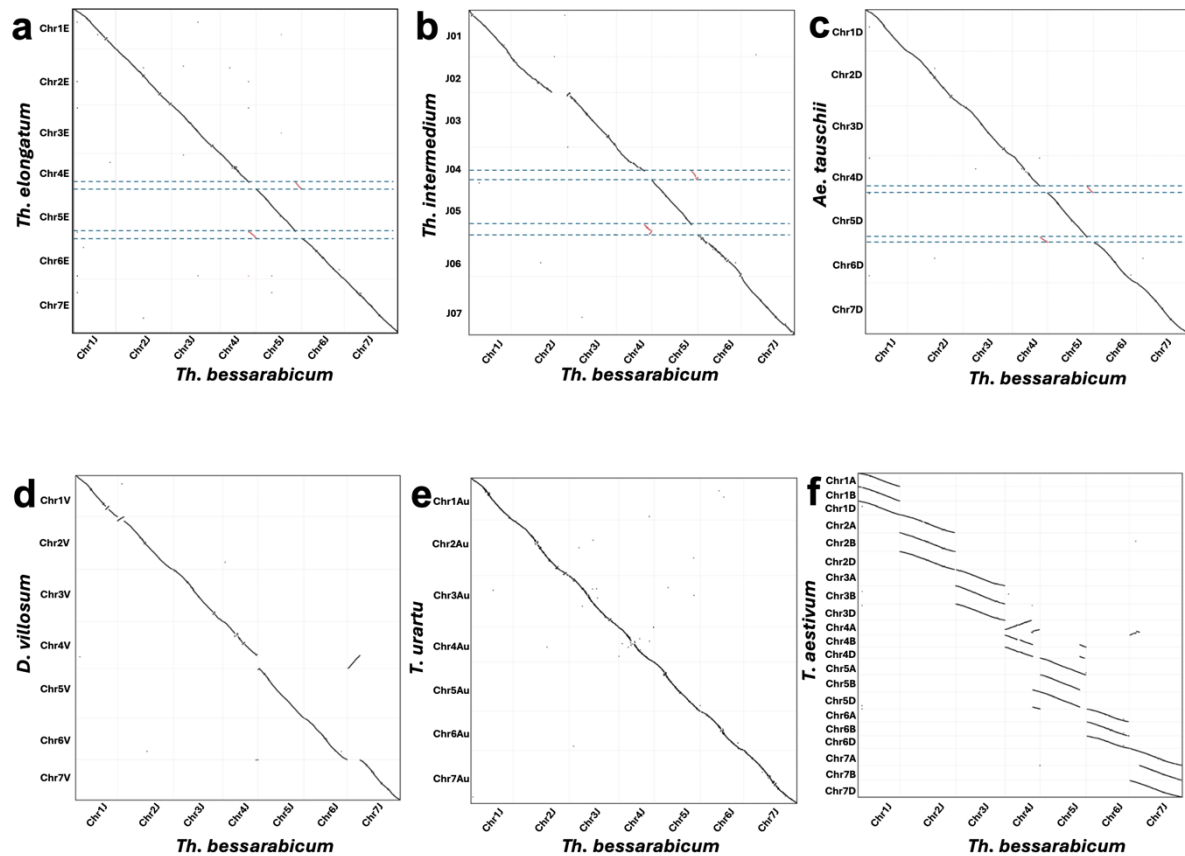 a
Th. elongatum
Chr1E
Chr2E
Chr3E
Chr4E
Chr5E
Chr6E
Chr7E
Chr1J
Chr2J
Chr3J
Chr4J
Chr5J
Chr6J
Chr7J
Th. bessarabicum
b
Th. intermedium
J01
J02
J03
J04
J05
J06
J07
Chr1J
Chr2J
Chr3J
Chr4J
Chr5J
Chr6J
Chr7J
Th. bessarabicum
c
Ae. tauschii
Chr1D
Chr2D
Chr3D
Chr4D
Chr5D
Chr6D
Chr7D
Chr1J
Chr2J
Chr3J
Chr4J
Chr5J
Chr6J
Chr7J
Th. bessarabicum
d
D. villosum
Chr1V
Chr2V
Chr3V
Chr4V
Chr5V
Chr6V
Chr7V
Chr1J
Chr2J
Chr3J
Chr4J
Chr5J
Chr6J
Chr7J
Th. bessarabicum
e
T. urartu
Chr1Au
Chr2Au
Chr3Au
Chr4Au
Chr5Au
Chr6Au
Chr7Au
Chr1J
Chr2J
Chr3J
Chr4J
Chr5J
Chr6J
Chr7J
Th. bessarabicum
f
T. aestivum
Chr1A
Chr1B
Chr1D
Chr2A
Chr2B
Chr2D
Chr3A
Chr3B
Chr3D
Chr4A
Chr4B
Chr4D
Chr5A
Chr5B
Chr5D
Chr6A
Chr6B
Chr6D
Chr7A
Chr7B
Chr7D
Chr1J
Chr2J
Chr3J
Chr4J
Chr5J
Chr6J
Chr7J
Th. bessarabicum